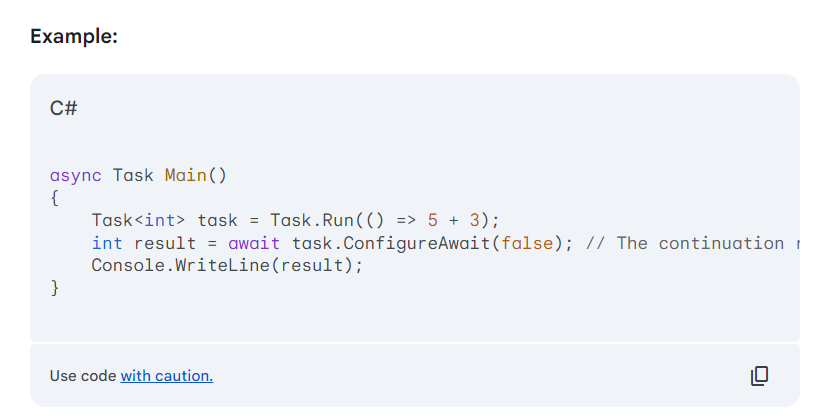 Example:
C#
async Task Main()
{
    Task<int> task = Task.Run(() => 5 + 3);
    int result = await task.ConfigureAwait(false); // The continuation
    Console.WriteLine(result);
}
Use code with caution.